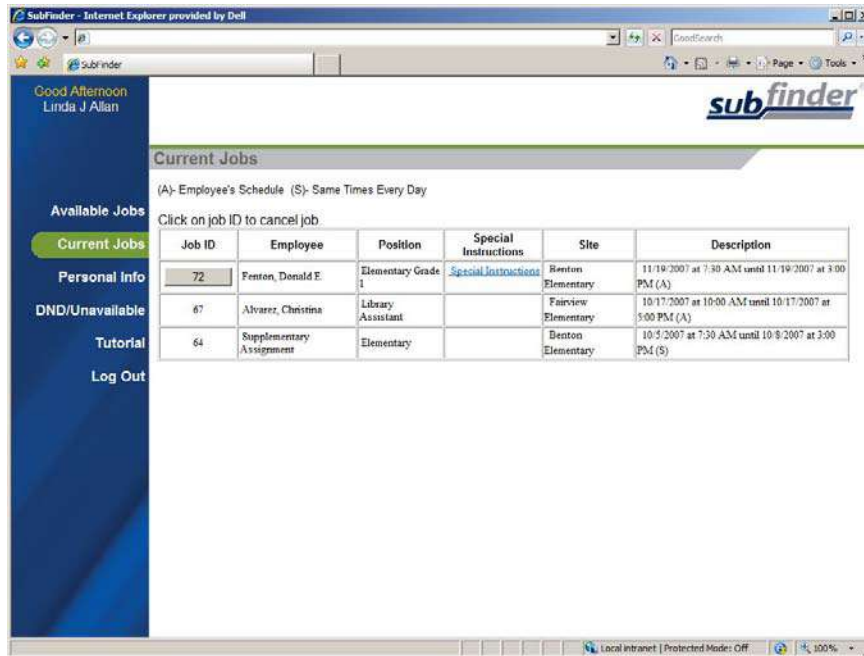 SubFinder - Internet Explorer provided by Dell
GoodSearch
SubFinder
Page
Tools
Good Afternoon
Linda J Allan
subfinder
Current Jobs
(A)- Employee's Schedule (S)- Same Times Every Day
Click on job ID to cancel job.
Available Jobs
Current Jobs
Personal Info
DND/Unavailable
Tutorial
Log Out
Job ID Employee Position Special Instructions Site Description
72 Fenton, Donald E. Elementary Grade 1 Special Instructions Benton Elementary 11/19/2007 at 7:30 AM until 11/19/2007 at 3:00 PM (A)
67 Alvarez, Christina Library Assistant Fairview Elementary 10/17/2007 at 10:00 AM until 10/17/2007 at 5:00 PM (A)
64 Supplementary Assignment Elementary Benton Elementary 10/5/2007 at 7:30 AM until 10/8/2007 at 3:00 PM (S)
Local intranet | Protected Mode: Off
100%